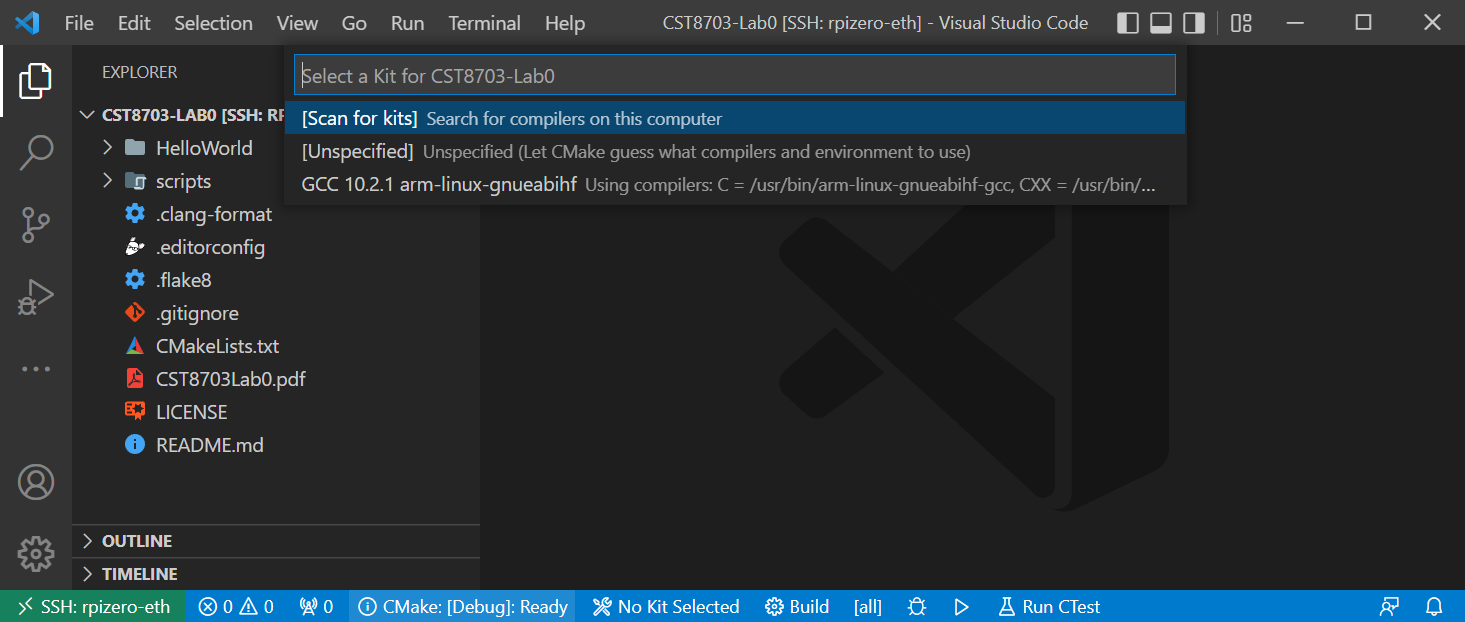 File Edit Selection View Go Run Terminal Help CST8703-Lab0 [SSH: rpizero-eth] - Visual Studio Code
EXPLORER
CST8703-LAB0 [SSH: RP
HelloWorld
scripts
.clang-format
.editorconfig
.flake8
.gitignore
CMakeLists.txt
CST8703Lab0.pdf
LICENSE
README.md
OUTLINE
TIMELINE
Select a Kit for CST8703-Lab0
[Scan for kits] Search for compilers on this computer
[Unspecified] Unspecified (Let CMake guess what compilers and environment to use)
GCC 10.2.1 arm-linux-gnueabihf Using compilers: C = /usr/bin/arm-linux-gnueabihf-gcc, CXX = /usr/bin/...
SSH: rpizero-eth 0 0 0 CMake: [Debug]: Ready No Kit Selected Build [all] Run CTest